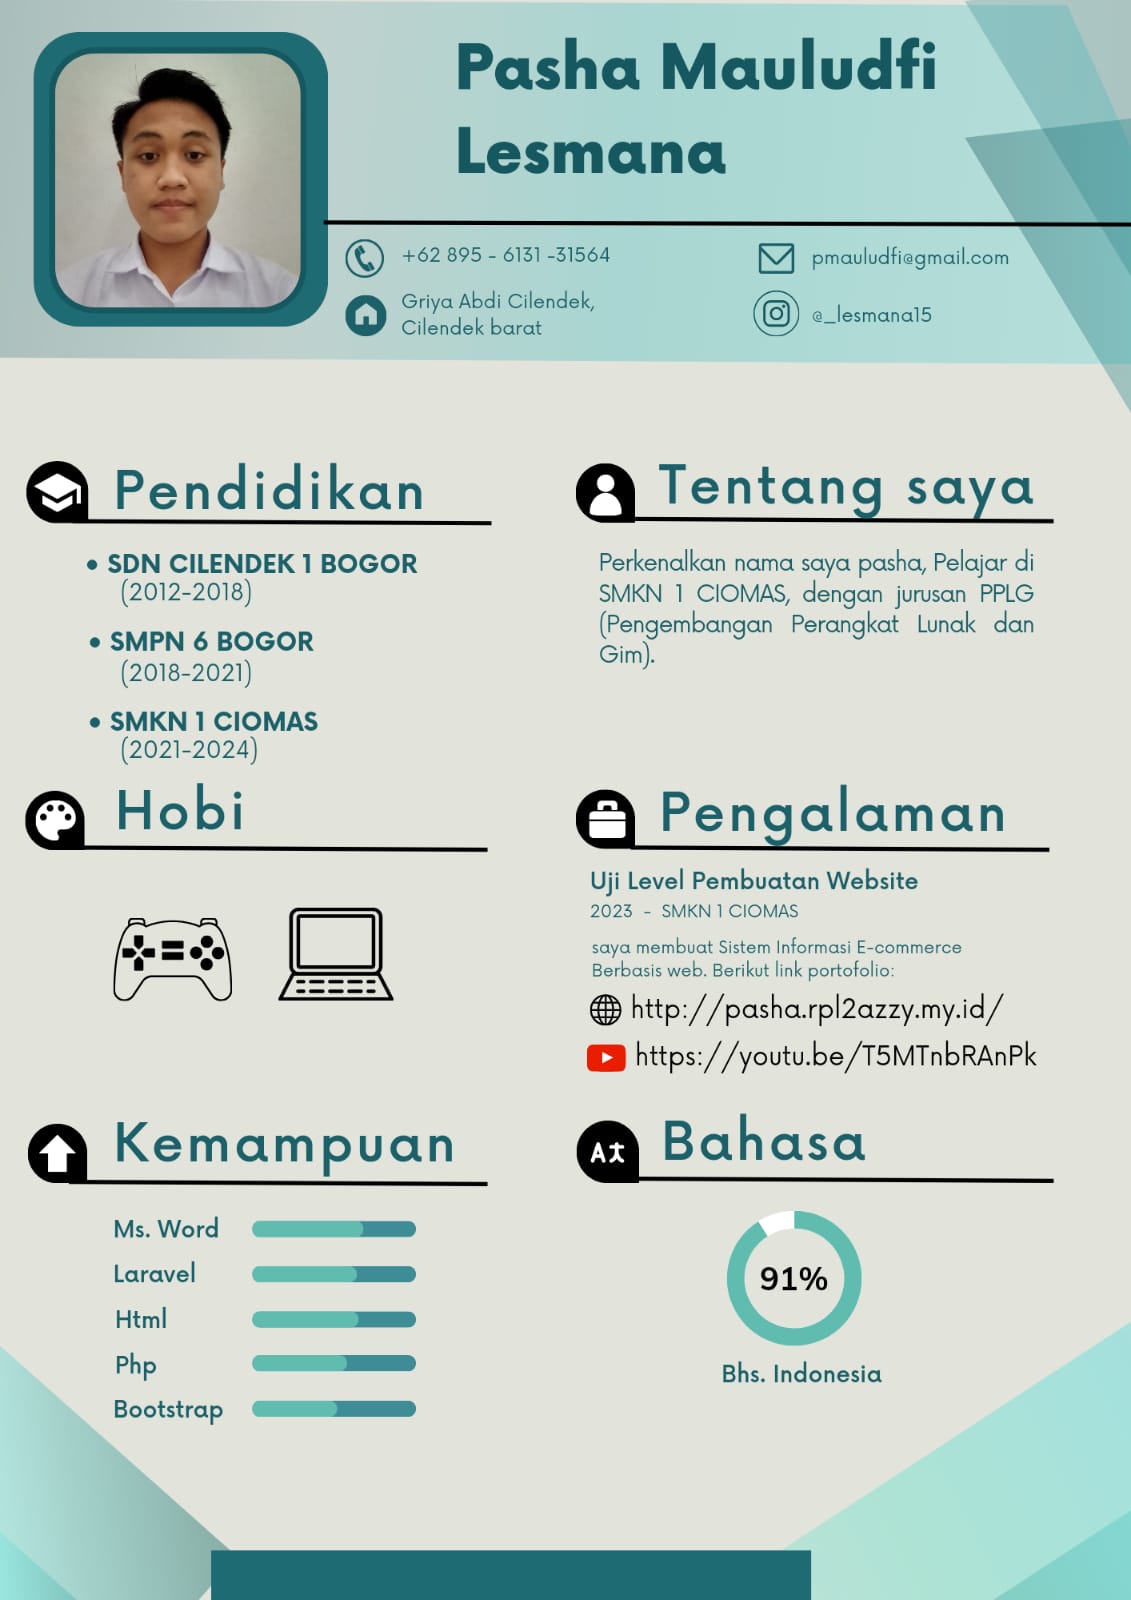 Pasha Mauludfi
Lesmana
+62 895 - 6131 -31564
Griya Abdi Cilendek,
Cilendek barat
pmauludfi@gmail.com
@_lesmana15
Pendidikan
• SDN CILENDEK 1 BOGOR
(2012-2018)
• SMPN 6 BOGOR
(2018-2021)
• SMKN 1 CIOMAS
(2021-2024)
Tentang saya
Perkenalkan nama saya pasha, Pelajar di
SMKN 1 CIOMAS, dengan jurusan PPLG
(Pengembangan Perangkat Lunak dan
Gim).
Hobi
Pengalaman
Uji Level Pembuatan Website
2023 - SMKN 1 CIOMAS
saya membuat Sistem Informasi E-commerce
Berbasis web. Berikut link portofolio:
http://pasha.rpl2azzy.my.id/
https://youtu.be/T5MTnbRAnPk
Kemampuan
Ms. Word
Laravel
Html
Php
Bootstrap
Bahasa
91%
Bhs. Indonesia